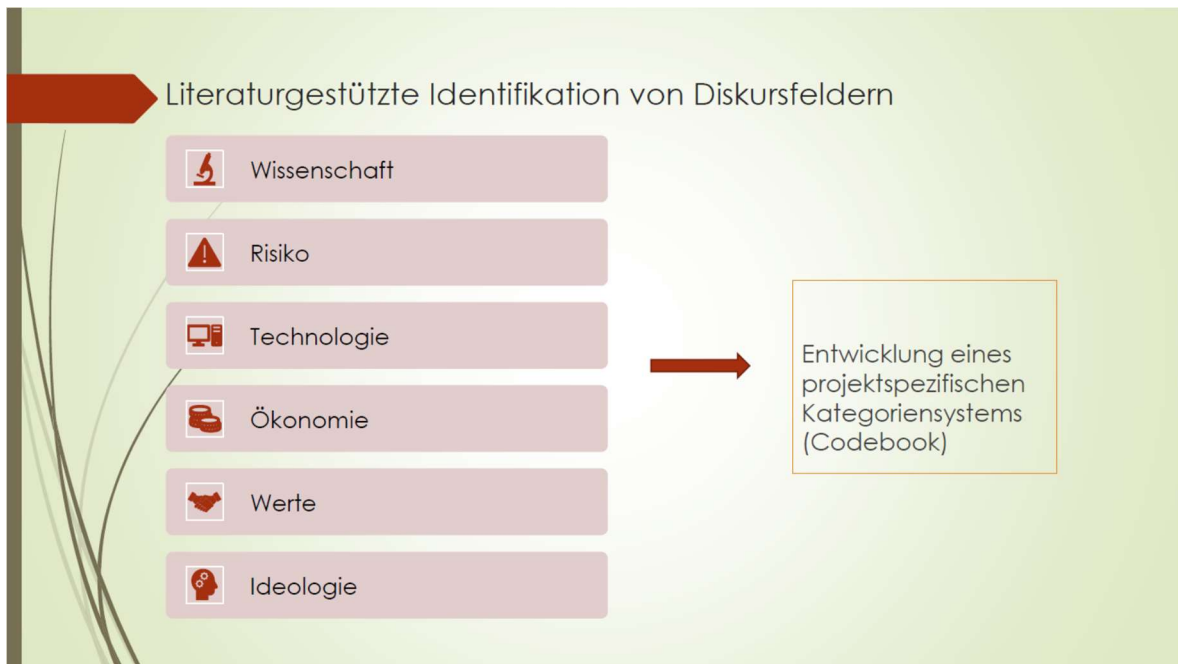 Literaturgestützte Identifikation von Diskursfeldern
Wissenschaft
Risiko
Technologie
Ökonomie
Werte
Ideologie
Entwicklung eines
projektspezifischen
Kategoriensystems
(Codebook)